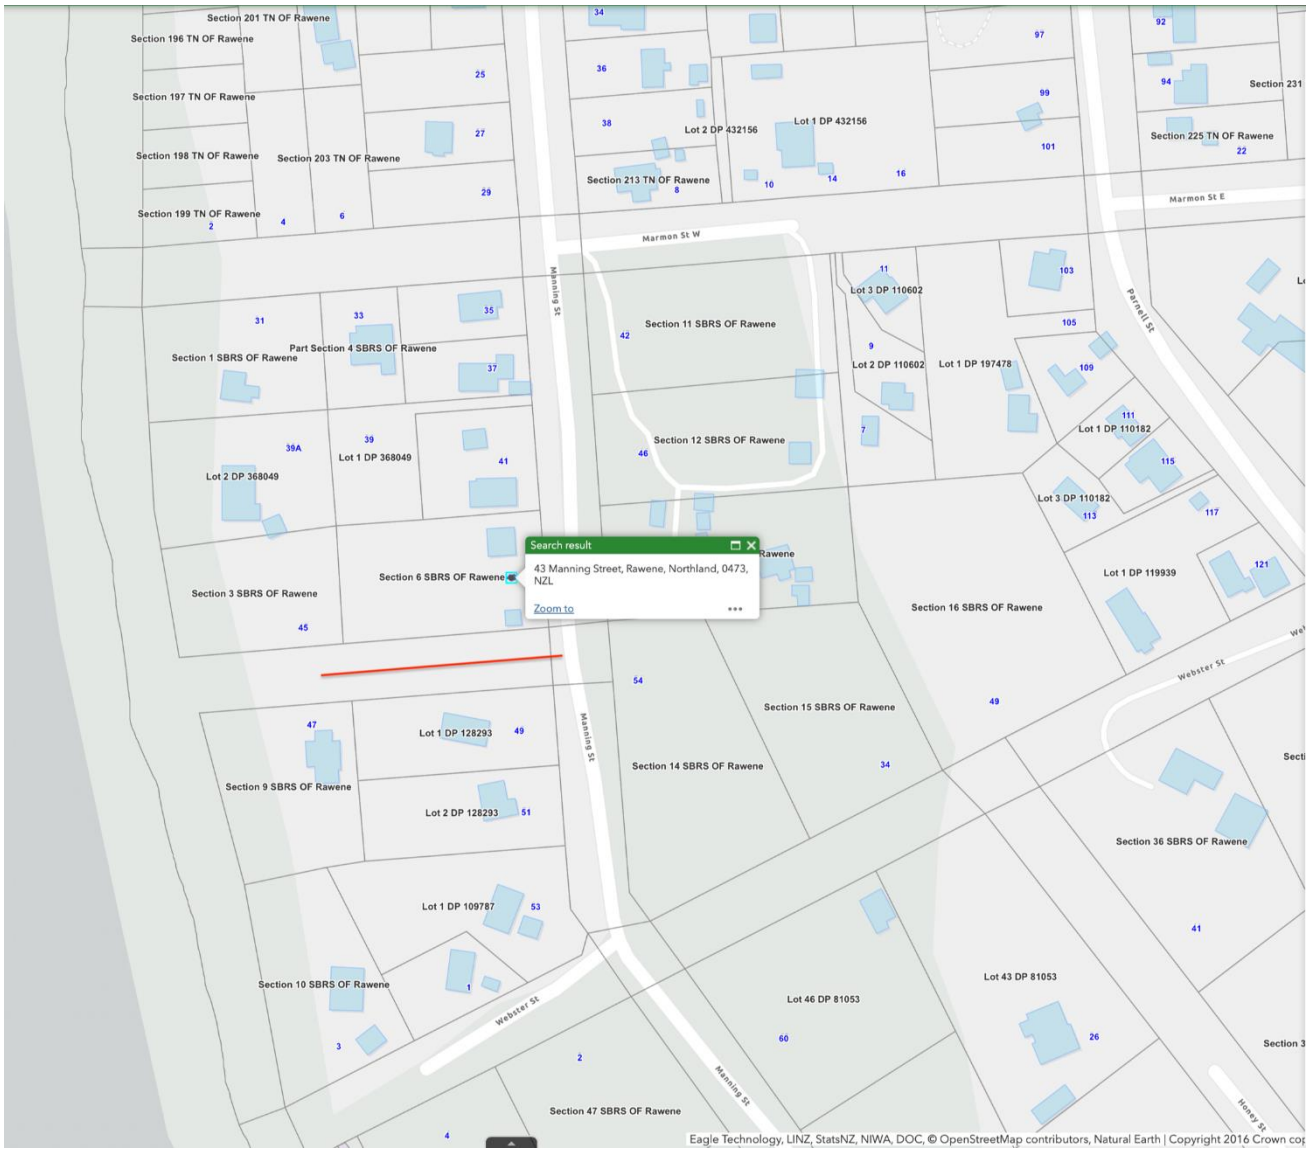 Section 201 TN OF Rawene
34
92
Section 196 TN OF Rawene
97
36
25
94
Section 231
Section 197 TN OF Rawene
99
38
Lot 2 DP 432156
Lot 1 DP 432156
27
Section 225 TN OF Rawene
22
101
Section 198 TN OF Rawene
Section 203 TN OF Rawene
Section 213 TN OF Rawene
8
10
14
16
29
Marmon St E
Section 199 TN OF Rawene
2
4
6
Marmon St W
Manning St
11
Lot 3 DP 110602
103
Parnell St
31
33
35
Section 11 SBRS OF Rawene
42
105
Section 1 SBRS OF Rawene
Part Section 4 SBRS OF Rawene
37
9
Lot 2 DP 110602
Lot 1 DP 197478
109
39A
39
Lot 1 DP 368049
41
Section 12 SBRS OF Rawene
46
7
111
Lot 1 DP 110182
115
Lot 2 DP 368049
Lot 3 DP 110182
113
117
Search result
43 Manning Street, Rawene, Northland, 0473,
NZL
Zoom to
Rawene
Section 6 SBRS OF Rawene
Section 3 SBRS OF Rawene
45
Lot 1 DP 119939
121
Section 16 SBRS OF Rawene
Webster St
54
49
Section 15 SBRS OF Rawene
47
Lot 1 DP 128293
49
Manning St
Section 14 SBRS OF Rawene
34
Section 9 SBRS OF Rawene
Lot 2 DP 128293
51
Section 36 SBRS OF Rawene
Lot 1 DP 109787
53
41
Section 10 SBRS OF Rawene
1
Lot 43 DP 81053
Lot 46 DP 81053
Webster St
3
60
26
Section 3
2
Manning St
Section 47 SBRS OF Rawene
Honey St
4
Eagle Technology, LINZ, StatsNZ, NIWA, DOC, © OpenStreetMap contributors, Natural Earth | Copyright 2016 Crown cop